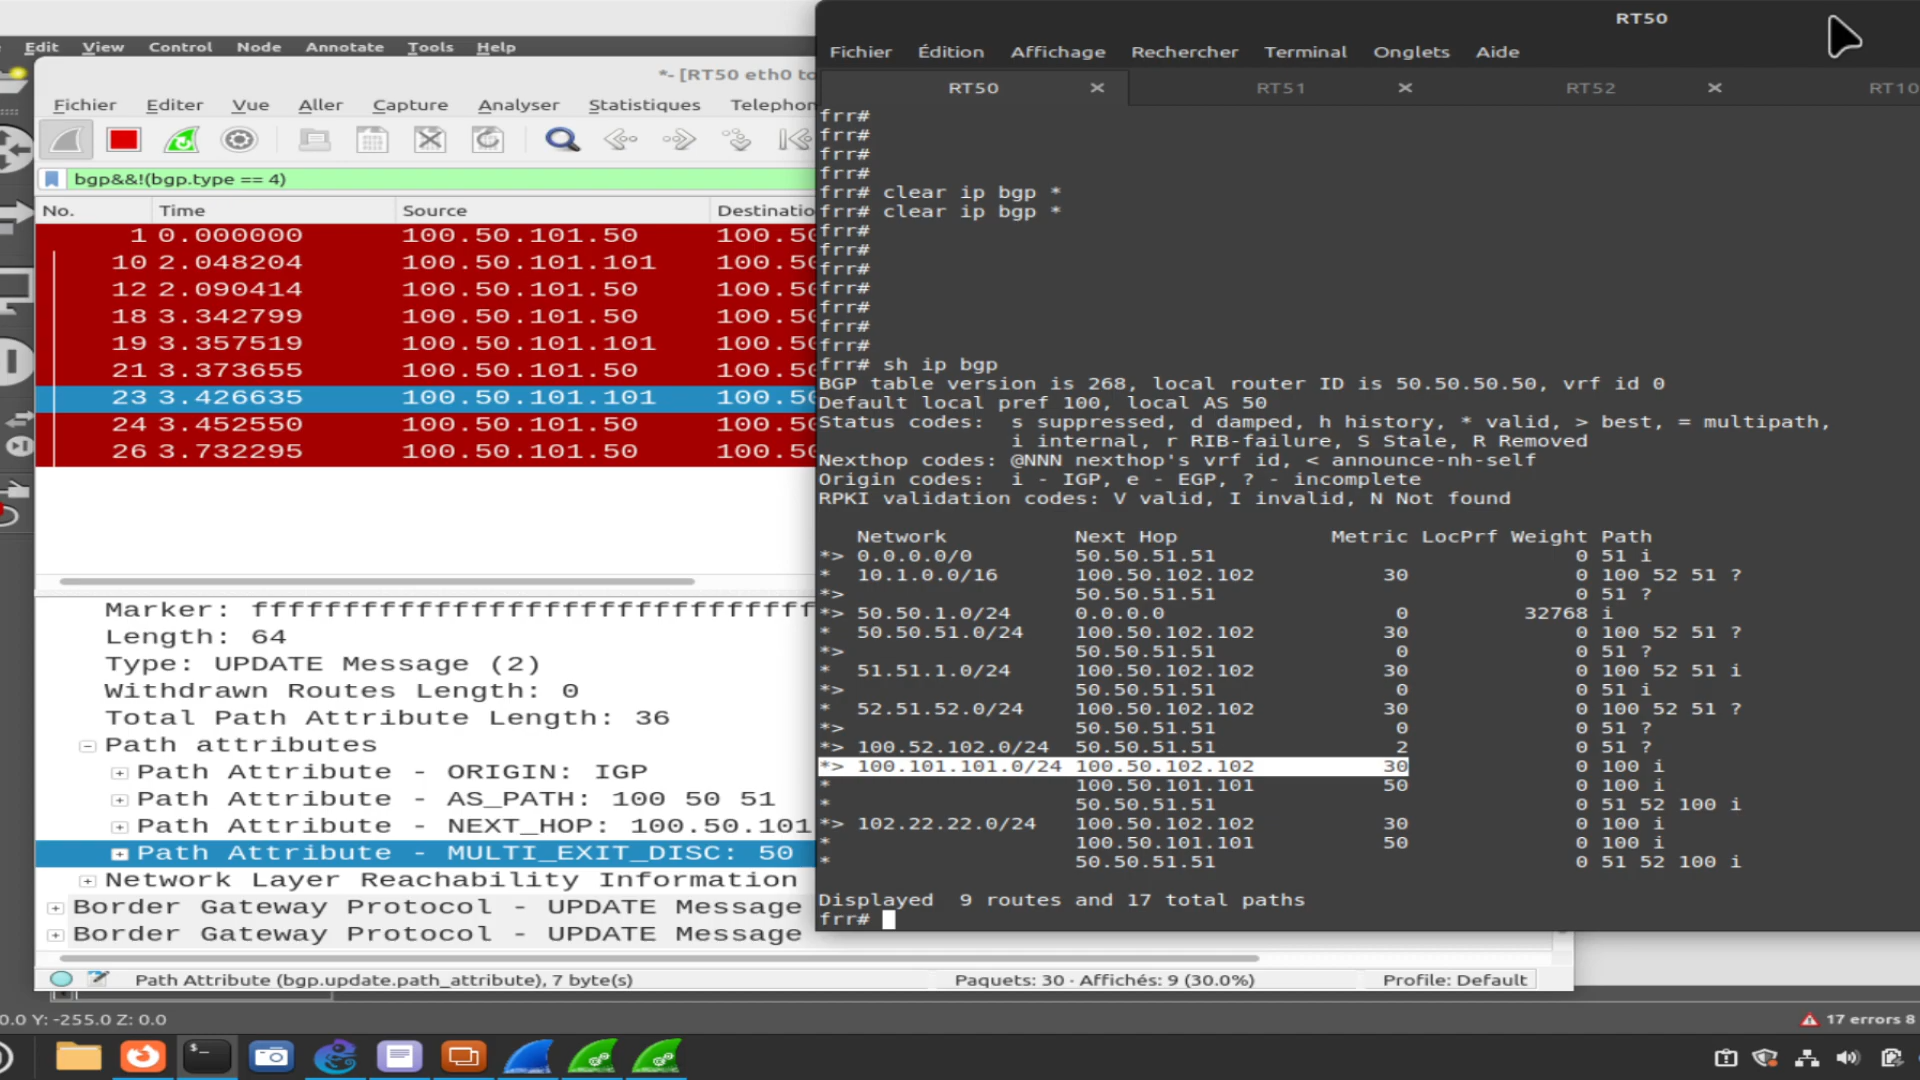 Edit View Control Node Annotate Tools Help
*- [RT50 eth0 to
Fichier Editer Vue Aller Capture Analyser Statistiques Telephon
bgp&&!(bgp.type == 4)
No. Time Source Destinatio
1 0.000000 100.50.101.50 100.50
10 2.048204 100.50.101.101 100.50
12 2.090414 100.50.101.50 100.50
18 3.342799 100.50.101.50 100.50
19 3.357519 100.50.101.101 100.50
21 3.373655 100.50.101.50 100.50
23 3.426635 100.50.101.101 100.50
24 3.452550 100.50.101.50 100.50
26 3.732295 100.50.101.50 100.50
Marker: ffffffffffffffffffffffffffffffff
Length: 64
Type: UPDATE Message (2)
Withdrawn Routes Length: 0
Total Path Attribute Length: 36
Path attributes
Path Attribute - ORIGIN: IGP
Path Attribute - AS_PATH: 100 50 51
Path Attribute - NEXT_HOP: 100.50.101
Path Attribute - MULTI_EXIT_DISC: 50
Network Layer Reachability Information
Border Gateway Protocol - UPDATE Message
Border Gateway Protocol - UPDATE Message
Path Attribute (bgp.update.path_attribute), 7 byte(s) Paquets: 30 · Affichés: 9 (30.0%) Profile: Default
RT50
Fichier Édition Affichage Rechercher Terminal Onglets Aide
RT50 RT51 RT52 RT10
frr#
frr#
frr#
frr#
frr# clear ip bgp *
frr# clear ip bgp *
frr#
frr#
frr#
frr#
frr#
frr#
frr#
frr# sh ip bgp
BGP table version is 268, local router ID is 50.50.50.50, vrf id 0
Default local pref 100, local AS 50
Status codes:  s suppressed, d damped, h history, * valid, > best, = multipath,
i internal, r RIB-failure, S Stale, R Removed
Nexthop codes: @NNN nexthop's vrf id, < announce-nh-self
Origin codes:  i - IGP, e - EGP, ? - incomplete
RPKI validation codes: V valid, I invalid, N Not found
Network Next Hop Metric LocPrf Weight Path
*> 0.0.0.0/0 50.50.51.51 0 51 i
* 10.1.0.0/16 100.50.102.102 30 0 100 52 51 ?
*> 50.50.51.51 0 51 ?
*> 50.50.1.0/24 0.0.0.0 0 32768 i
* 50.50.51.0/24 100.50.102.102 30 0 100 52 51 ?
*> 50.50.51.51 0 0 51 ?
* 51.51.1.0/24 100.50.102.102 30 0 100 52 51 i
*> 50.50.51.51 0 0 51 i
* 52.51.52.0/24 100.50.102.102 30 0 100 52 51 ?
*> 50.50.51.51 0 0 51 ?
*> 100.52.102.0/24 50.50.51.51 2 0 51 ?
*> 100.101.101.0/24 100.50.102.102 30 0 100 i
* 100.50.101.101 50 0 100 i
* 50.50.51.51 0 51 52 100 i
*> 102.22.22.0/24 100.50.102.102 30 0 100 i
* 100.50.101.101 50 0 100 i
* 50.50.51.51 0 51 52 100 i
Displayed  9 routes and 17 total paths
frr#
0.0 Y: -255.0 Z: 0.0
17 errors 8